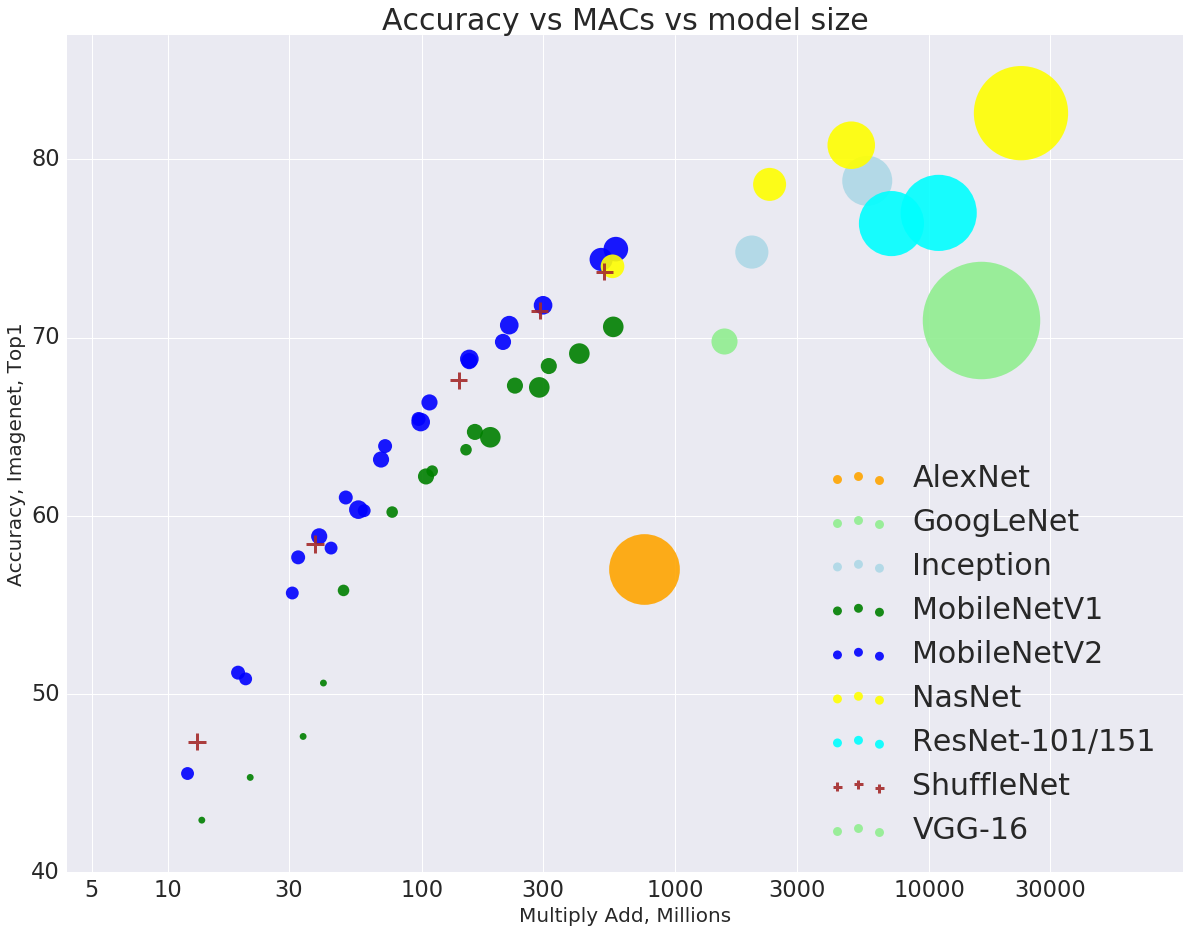 Accuracy vs MACs vs model size
80
70
60
50
40
Accuracy, Imagenet, Top1
AlexNet
GoogLeNet
Inception
MobileNetV1
MobileNetV2
NasNet
ResNet-101/151
ShuffleNet
VGG-16
5 10 30 100 300 1000 3000 10000 30000
Multiply Add, Millions